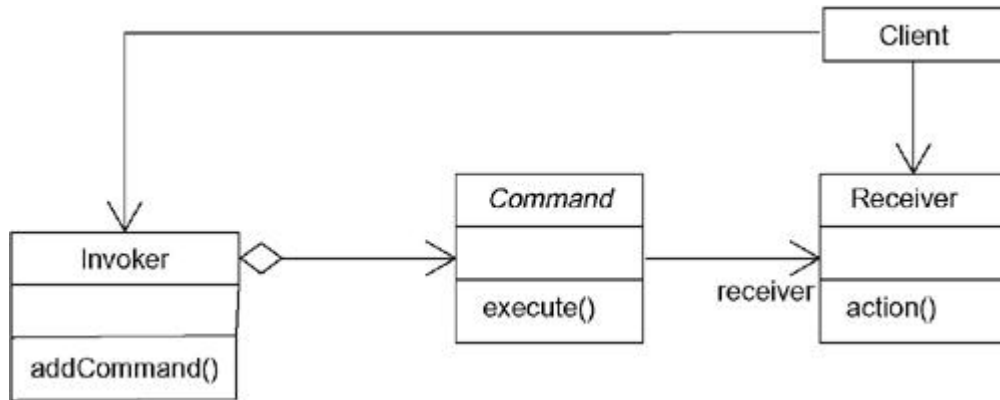 Client
Command
Receiver
Invoker
receiver
execute()
action()
addCommand()